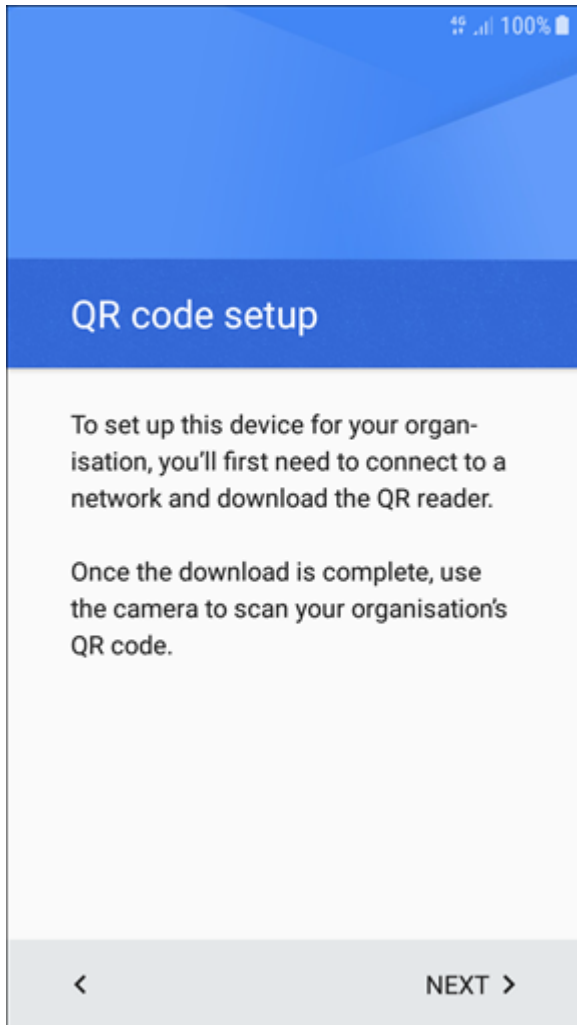 4G 100%
QR code setup
To set up this device for your organ-
isation, you'll first need to connect to a
network and download the QR reader.
Once the download is complete, use
the camera to scan your organisation's
QR code.
NEXT